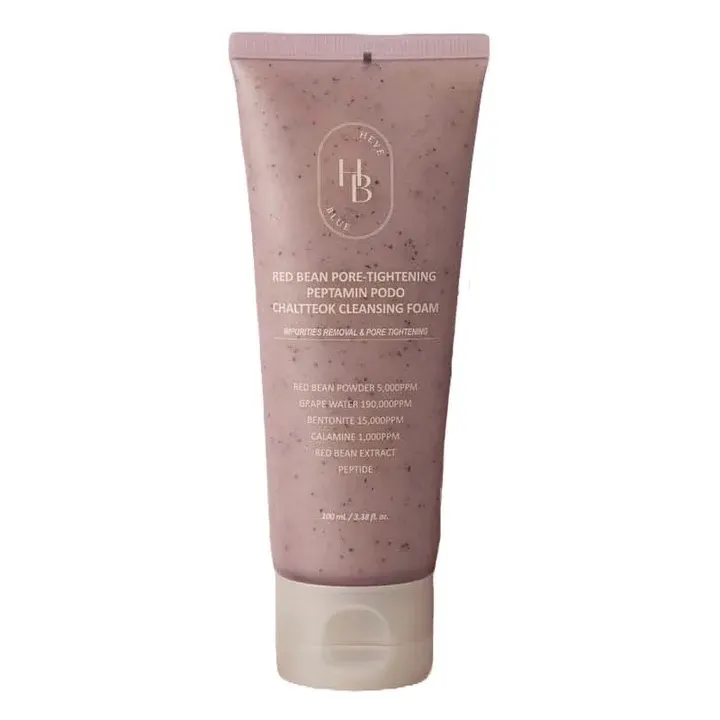 HEVE
HB
BLUE
RED BEAN PORE-TIGHTENING
PEPTAMIN PODO
CHALTTEOK CLEANSING FOAM
IMPURITIES REMOVAL & PORE TIGHTENING
RED BEAN POWDER 5,000PPM
GRAPE WATER 190,000PPM
BENTONITE 15,000PPM
CALAMINE 1,000PPM
RED BEAN EXTRACT
PEPTIDE
100 mL / 3.38 fl. oz.